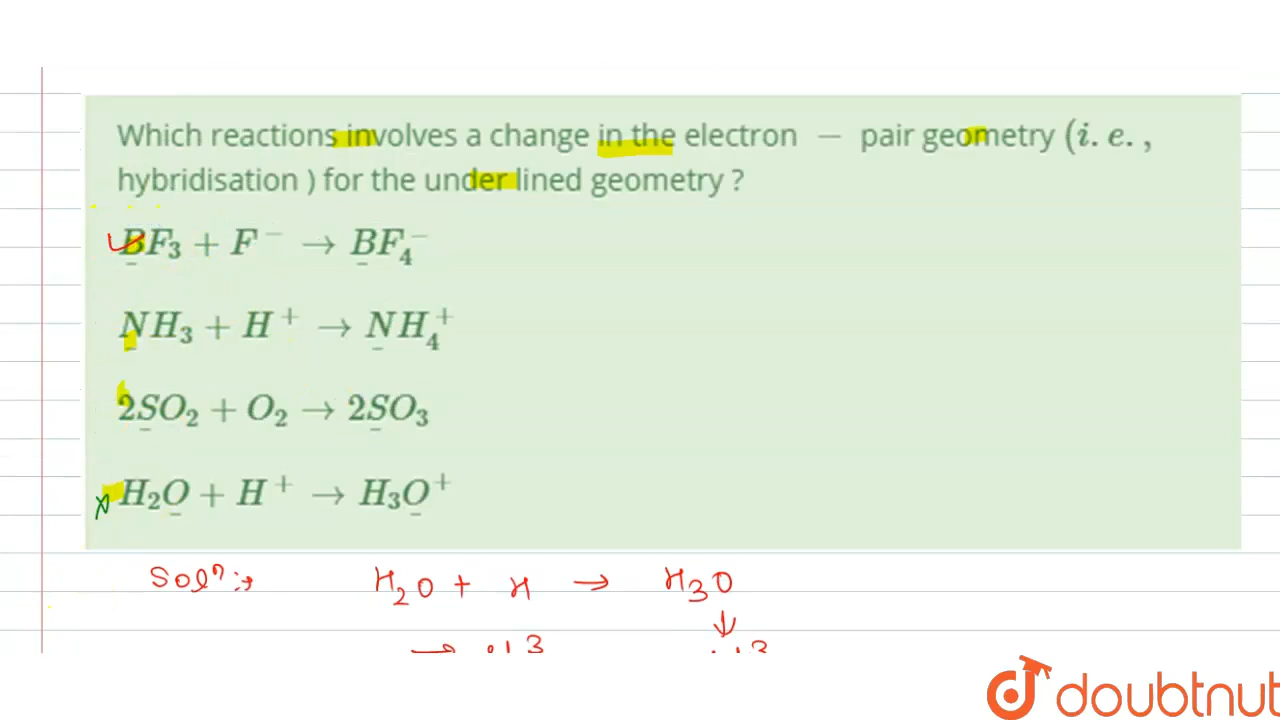 Which reactions involves a change in the electron − pair geometry (i. e.,
hybridisation ) for the under lined geometry ?
BF₃ + F⁻ → BF₄⁻
NH₃ + H⁺ → NH₄⁺
2SO₂ + O₂ → 2SO₃
H₂O + H⁺ → H₃O⁺
Solⁿ :→ H₂O + H → H₃O
doubtnut